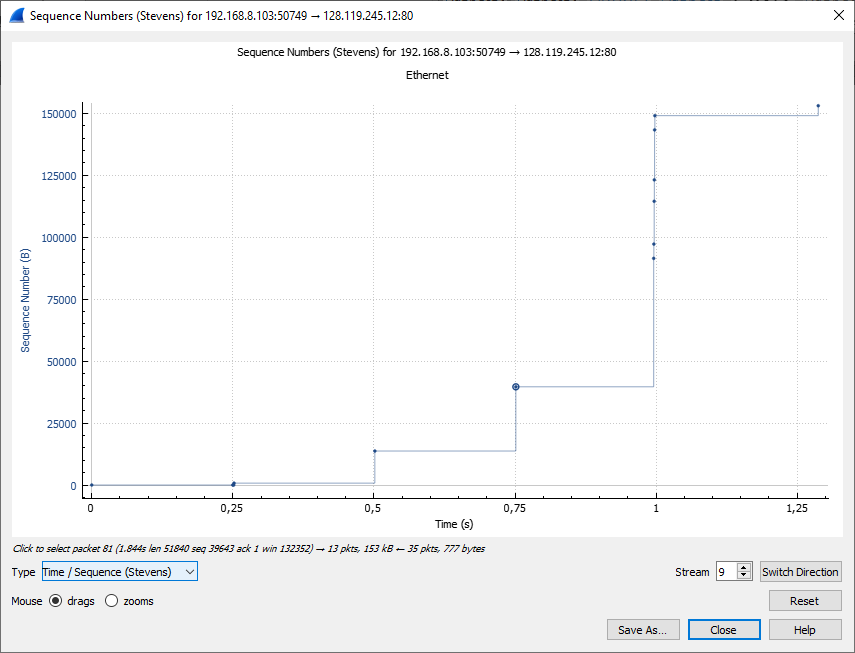 Sequence Numbers (Stevens) for 192.168.8.103:50749 → 128.119.245.12:80
Sequence Numbers (Stevens) for 192.168.8.103:50749 → 128.119.245.12:80
Ethernet
150000
125000
100000
75000
50000
25000
0
Sequence Number (B)
0 0,25 0,5 0,75 1 1,25
Time (s)
Click to select packet 81 (1.844s len 51840 seq 39643 ack 1 win 132352) → 13 pkts, 153 kB ← 35 pkts, 777 bytes
Type Time / Sequence (Stevens) Stream 9 Switch Direction
Mouse drags zooms Reset
Save As... Close Help